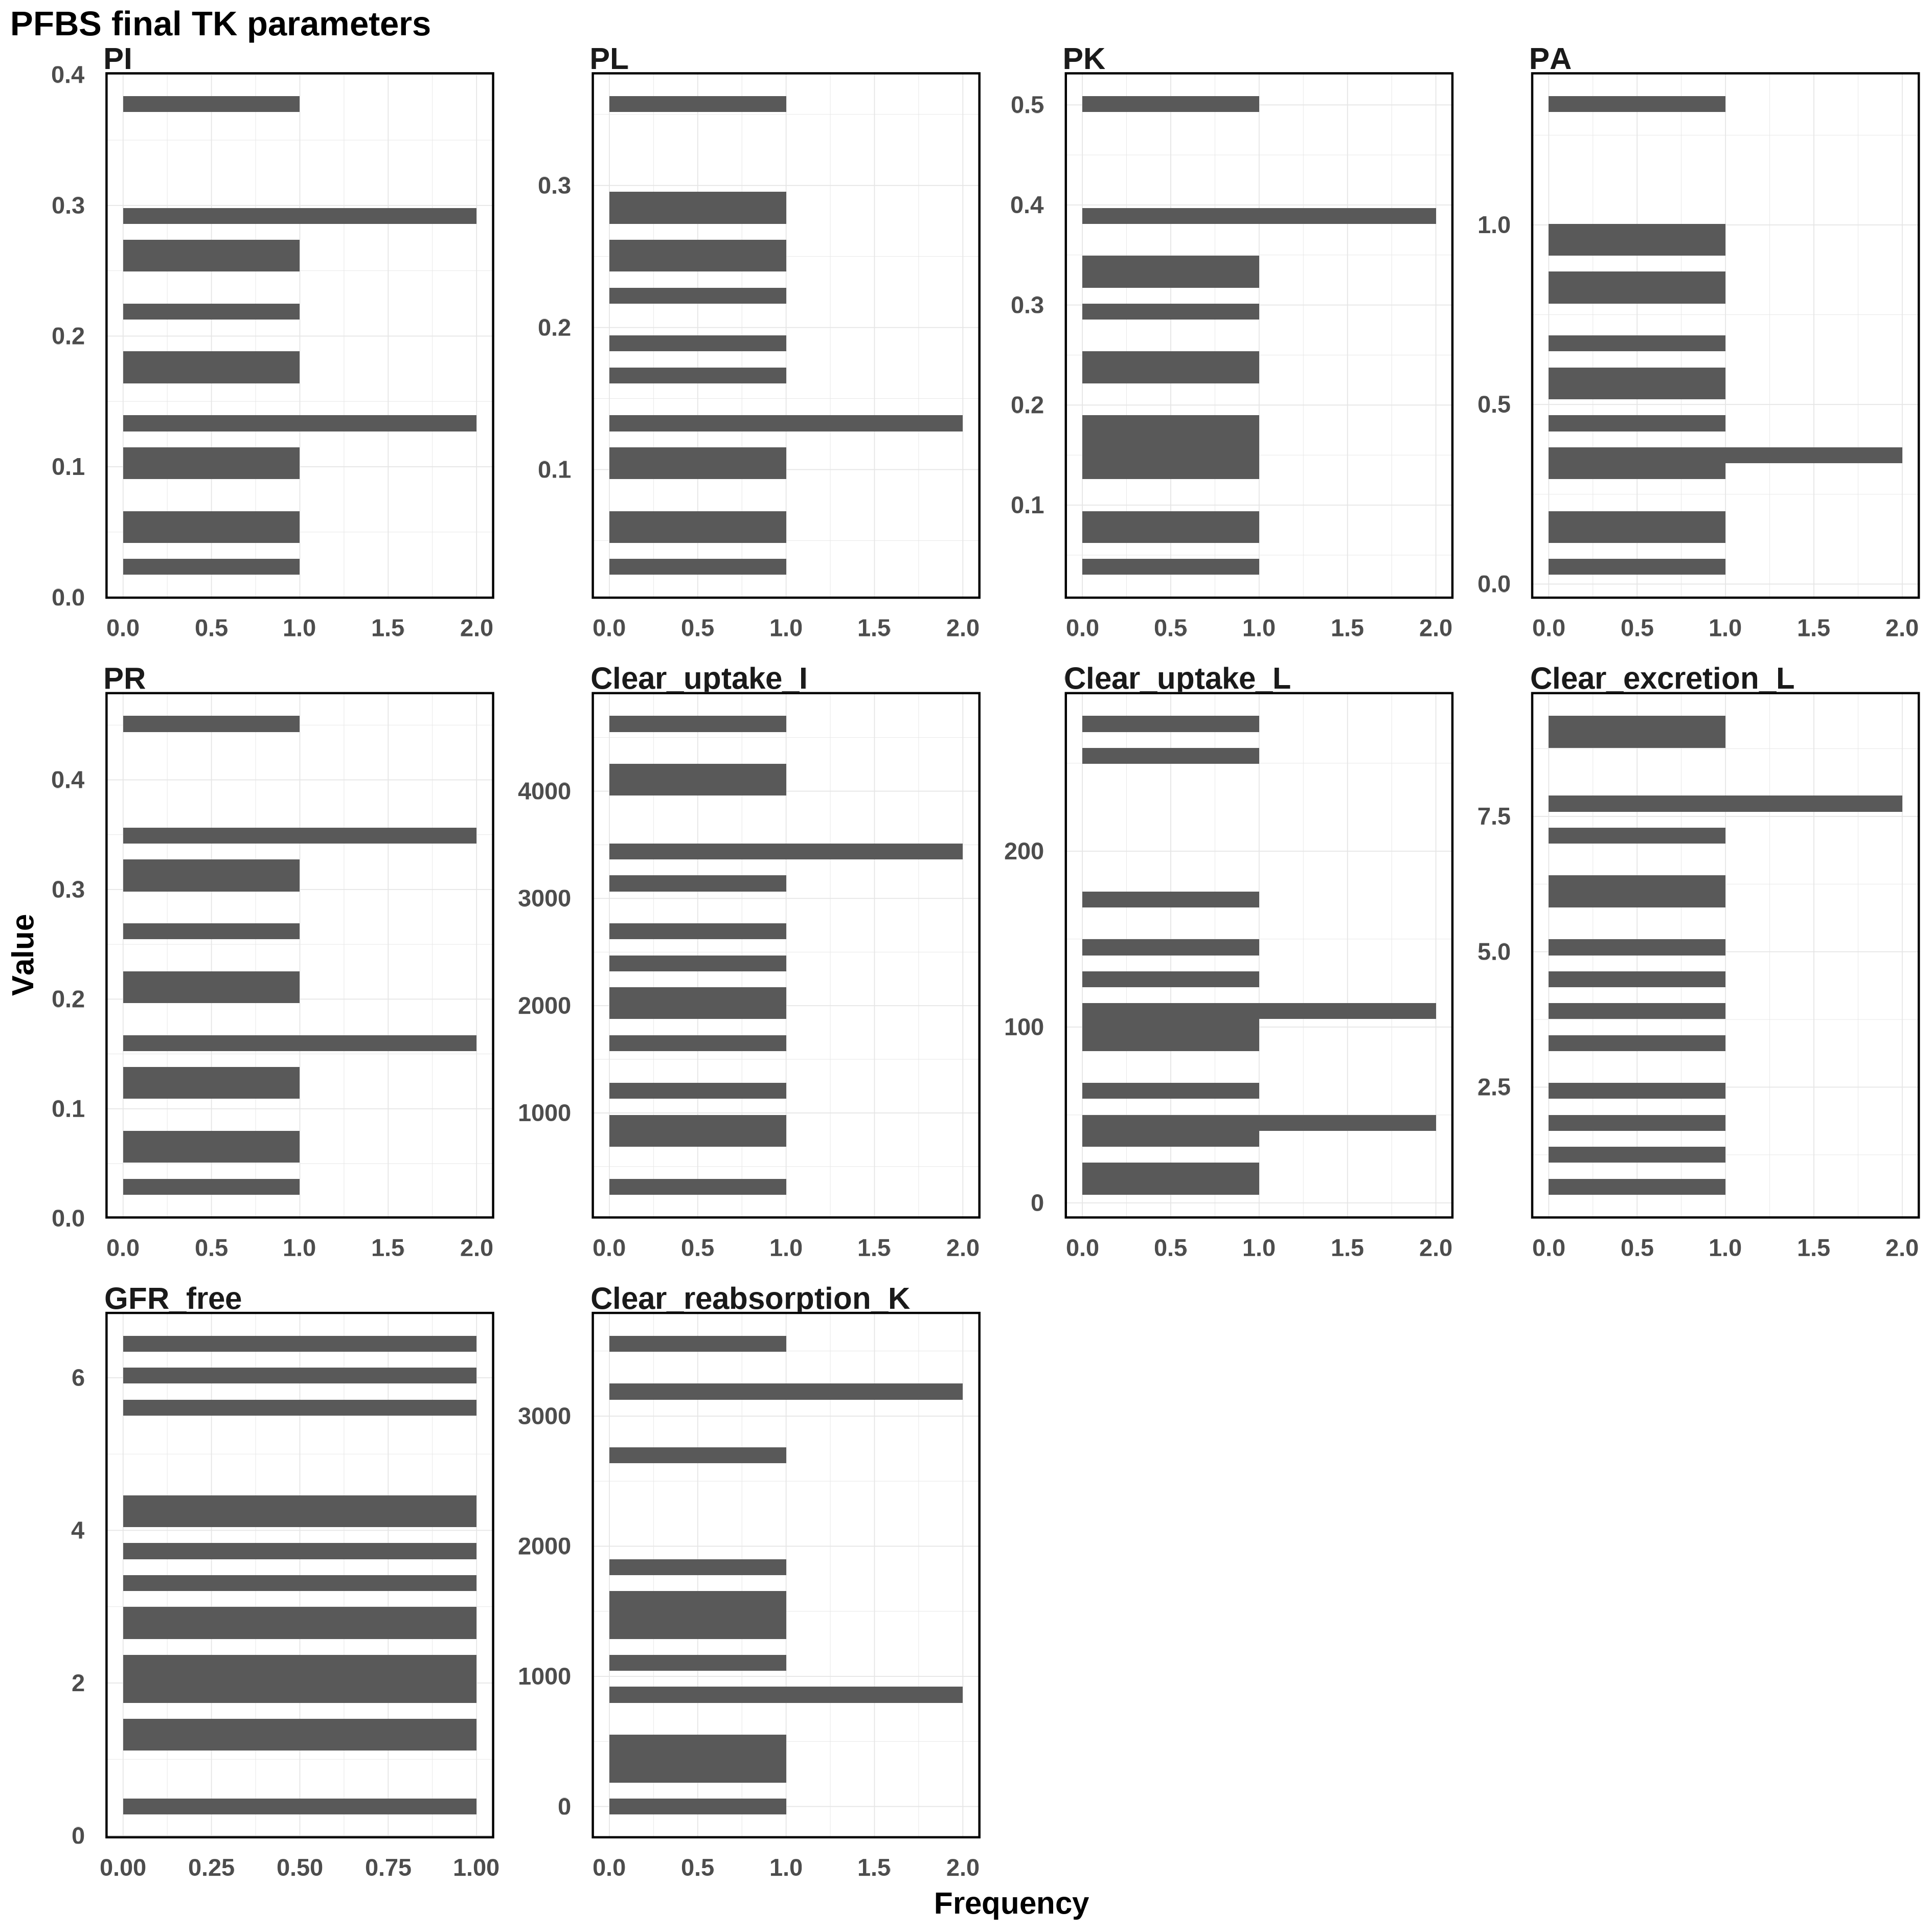 PFBS final TK parameters
PI
PL
PK
PA
0.4
0.3
0.2
0.1
0.0
0.3
0.2
0.1
0.5
0.4
0.3
0.2
0.1
1.0
0.5
0.0
0.0 0.5 1.0 1.5 2.0
0.0 0.5 1.0 1.5 2.0
0.0 0.5 1.0 1.5 2.0
0.0 0.5 1.0 1.5 2.0
PR
Clear_uptake_I
Clear_uptake_L
Clear_excretion_L
Value
0.4
0.3
0.2
0.1
0.0
4000
3000
2000
1000
200
100
0
7.5
5.0
2.5
0.0 0.5 1.0 1.5 2.0
0.0 0.5 1.0 1.5 2.0
0.0 0.5 1.0 1.5 2.0
0.0 0.5 1.0 1.5 2.0
GFR_free
Clear_reabsorption_K
6
4
2
0
3000
2000
1000
0
0.00 0.25 0.50 0.75 1.00
0.0 0.5 1.0 1.5 2.0
Frequency